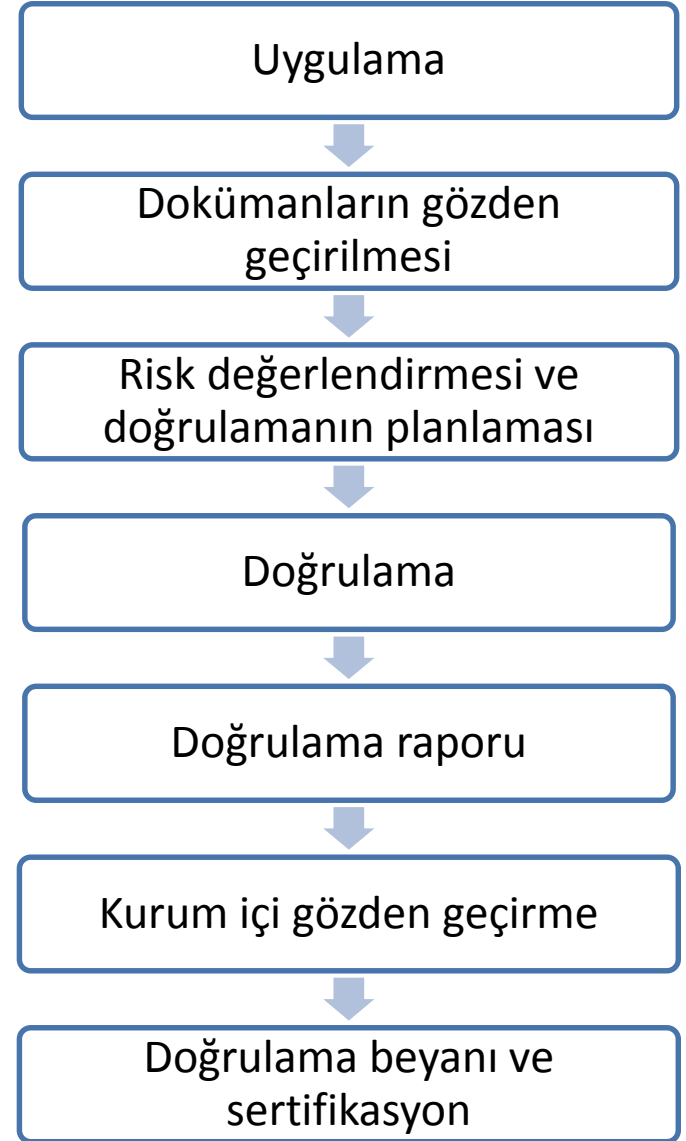 Uygulama
Dokümanların gözden
geçirilmesi
Risk değerlendirmesi ve
doğrulamanın planlaması
Doğrulama
Doğrulama raporu
Kurum içi gözden geçirme
Doğrulama beyanı ve
sertifikasyon